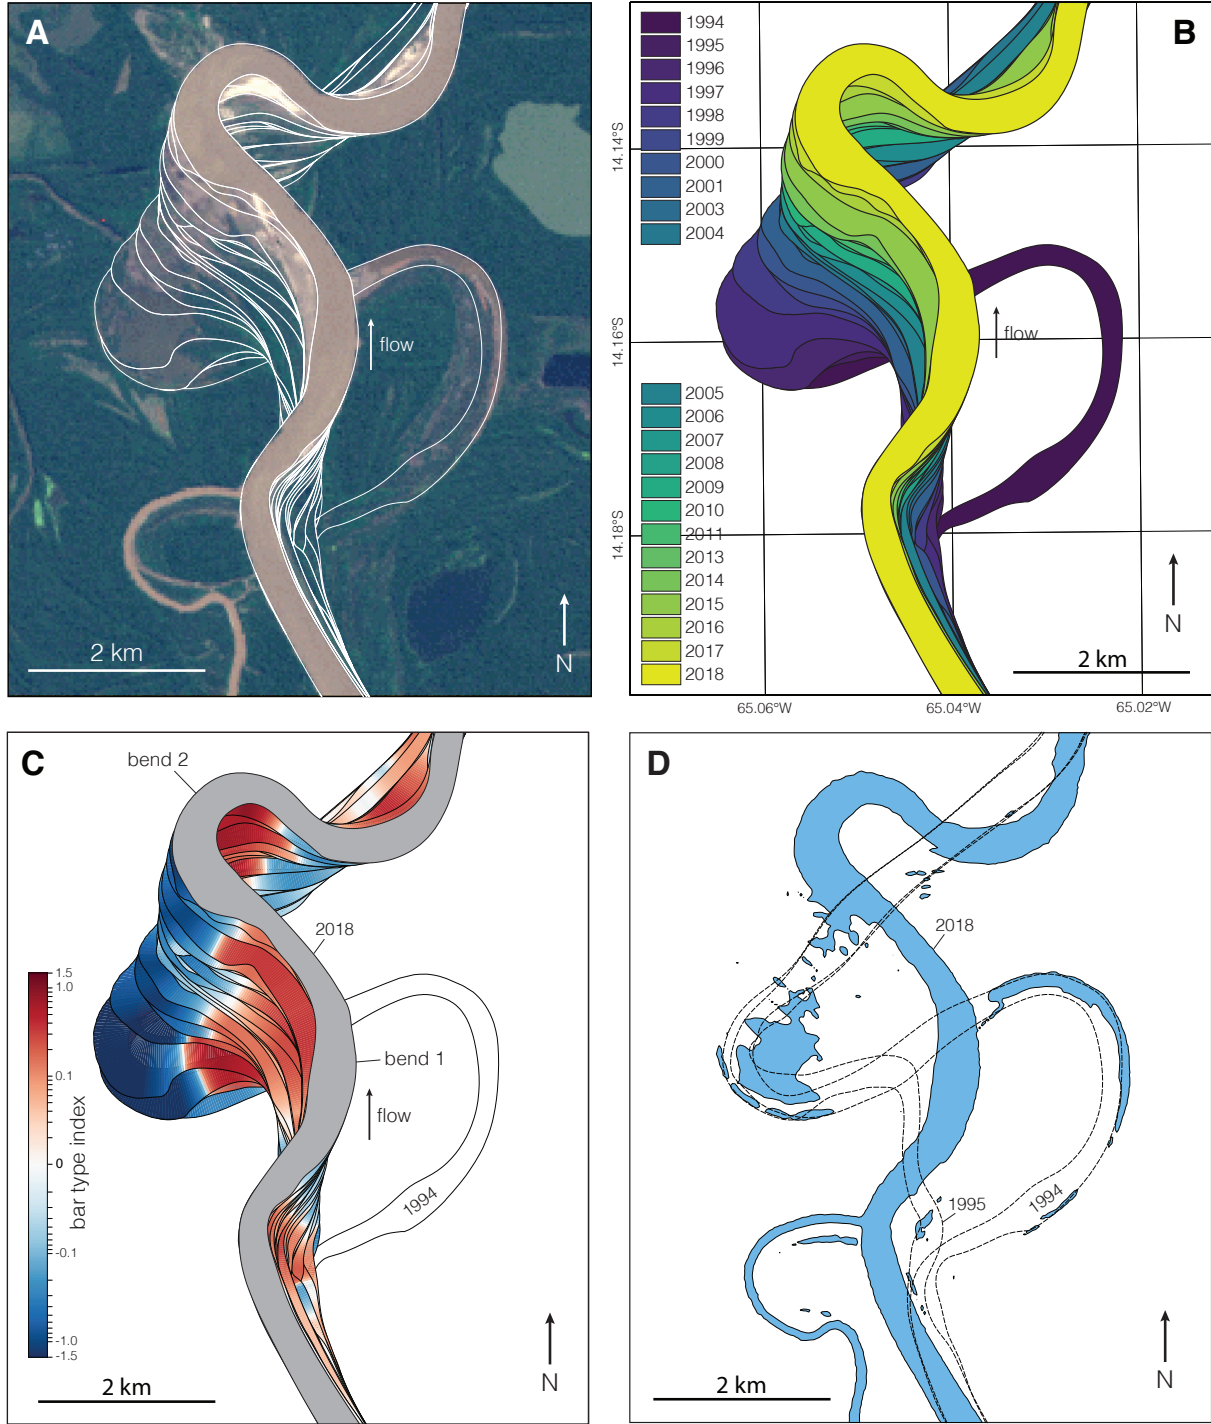 A
flow
2 km
N
B
1994
1995
1996
1997
1998
1999
2000
2001
2003
2004
2005
2006
2007
2008
2009
2010
2011
2013
2014
2015
2016
2017
2018
14.14°S
14.16°S
14.18°S
flow
N
2 km
65.06°W
65.04°W
65.02°W
C
bend 2
2018
bend 1
flow
1994
1.5
1.0
0.1
0
-0.1
-1.0
-1.5
bar type index
2 km
N
D
2018
1995
1994
2 km
N